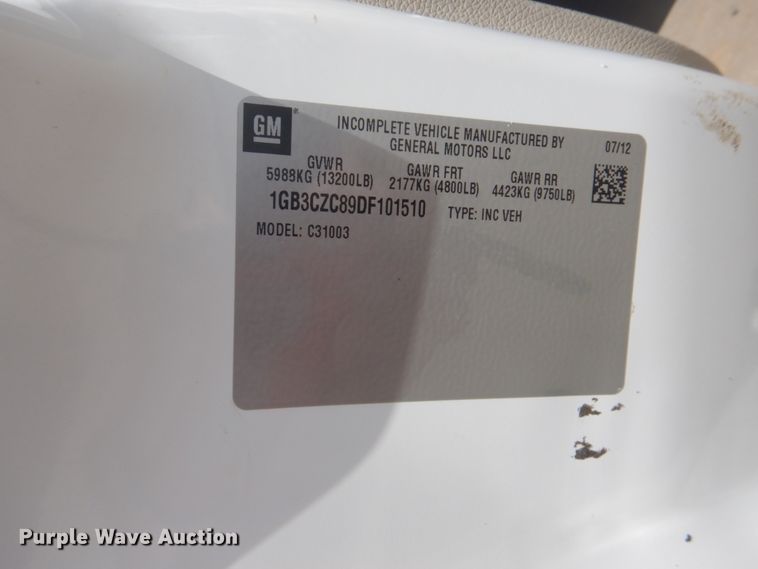 GM
INCOMPLETE VEHICLE MANUFACTURED BY
GENERAL MOTORS LLC
07/12
GVWR
5988KG (13200LB)
GAWR FRT
2177KG (4800LB)
GAWR RR
4423KG (9750LB)
1GB3CZC89DF101510
TYPE: INC VEH
MODEL: C31003
Purple Wave Auction